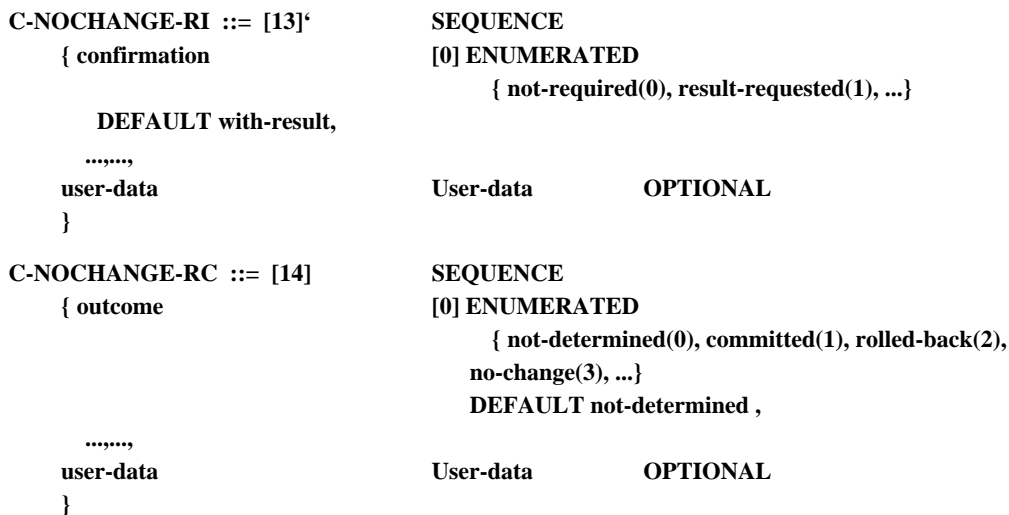 C-NOCHANGE-RI ::= [13]‘ SEQUENCE
{ confirmation [0] ENUMERATED
{ not-required(0), result-requested(1), ...}
DEFAULT with-result,
...,...,
user-data User-data OPTIONAL
}
C-NOCHANGE-RC ::= [14] SEQUENCE
{ outcome [0] ENUMERATED
{ not-determined(0), committed(1), rolled-back(2),
no-change(3), ...}
DEFAULT not-determined ,
...,...,
user-data User-data OPTIONAL
}